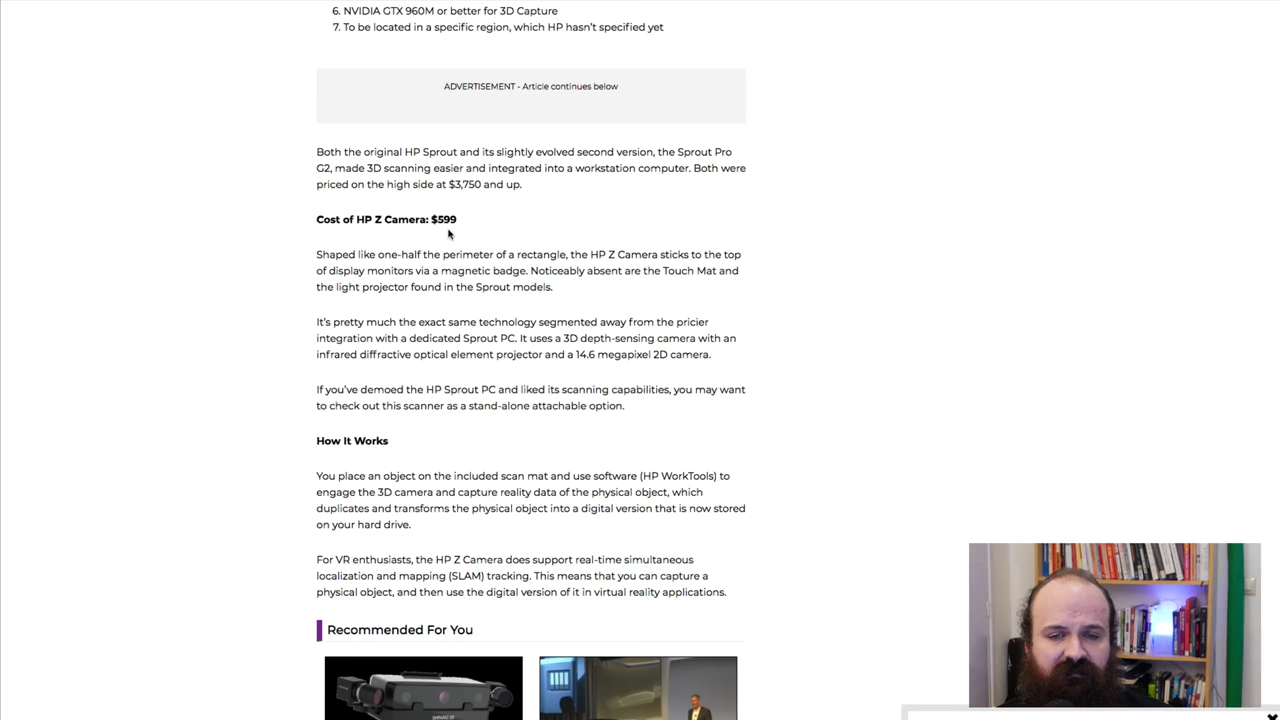 6. NVIDIA GTX 960M or better for 3D Capture
7. To be located in a specific region, which HP hasn't specified yet
ADVERTISEMENT - Article continues below
Both the original HP Sprout and its slightly evolved second version, the Sprout Pro
G2, made 3D scanning easier and integrated into a workstation computer. Both were
priced on the high side at $3,750 and up.
Cost of HP Z Camera: $599
Shaped like one-half the perimeter of a rectangle, the HP Z Camera sticks to the top
of display monitors via a magnetic badge. Noticeably absent are the Touch Mat and
the light projector found in the Sprout models.
It's pretty much the exact same technology segmented away from the pricier
integration with a dedicated Sprout PC. It uses a 3D depth-sensing camera with an
infrared diffractive optical element projector and a 14.6 megapixel 2D camera.
If you've demoed the HP Sprout PC and liked its scanning capabilities, you may want
to check out this scanner as a stand-alone attachable option.
How It Works
You place an object on the included scan mat and use software (HP WorkTools) to
engage the 3D camera and capture reality data of the physical object, which
duplicates and transforms the physical object into a digital version that is now stored
on your hard drive.
For VR enthusiasts, the HP Z Camera does support real-time simultaneous
localization and mapping (SLAM) tracking. This means that you can capture a
physical object, and then use the digital version of it in virtual reality applications.
Recommended For You